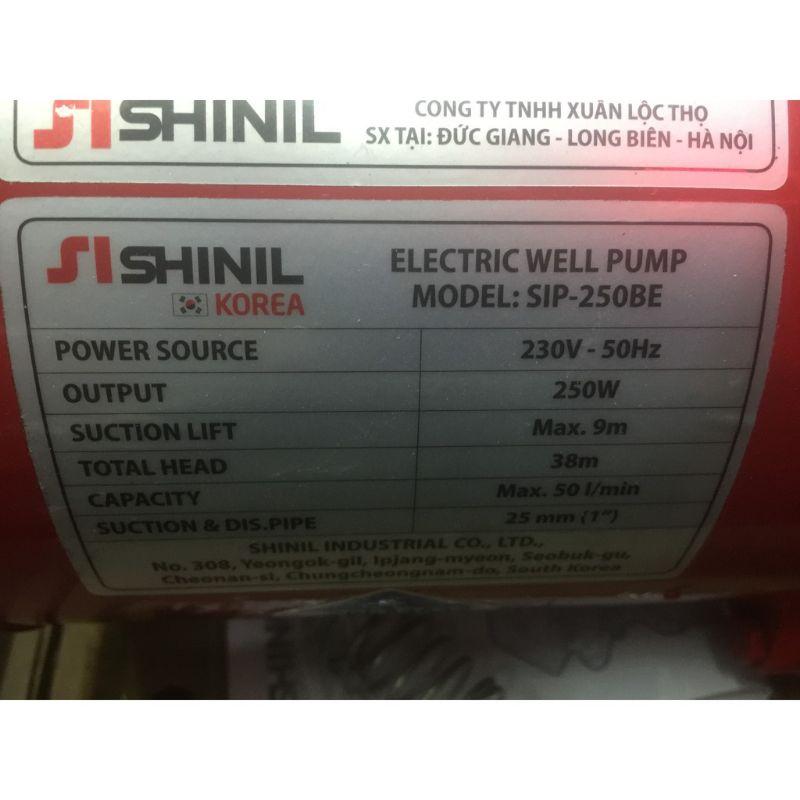 SHINIL
CÔNG TY TNHH XUÂN LỘC THỌ
SX TẠI: ĐỨC GIANG - LONG BIÊN - HÀ NỘI
SHINIL
KOREA
ELECTRIC WELL PUMP
MODEL: SIP-250BE
POWER SOURCE 230V - 50Hz
OUTPUT 250W
SUCTION LIFT Max. 9m
TOTAL HEAD 38m
CAPACITY Max. 50 l/min
SUCTION & DIS.PIPE 25 mm (1")
SHINIL INDUSTRIAL CO., LTD.,
No. 308, Yeongok-gil, Ipjang-myeon, Seobuk-gu,
Cheonan-si, Chungcheongnam-do, South Korea